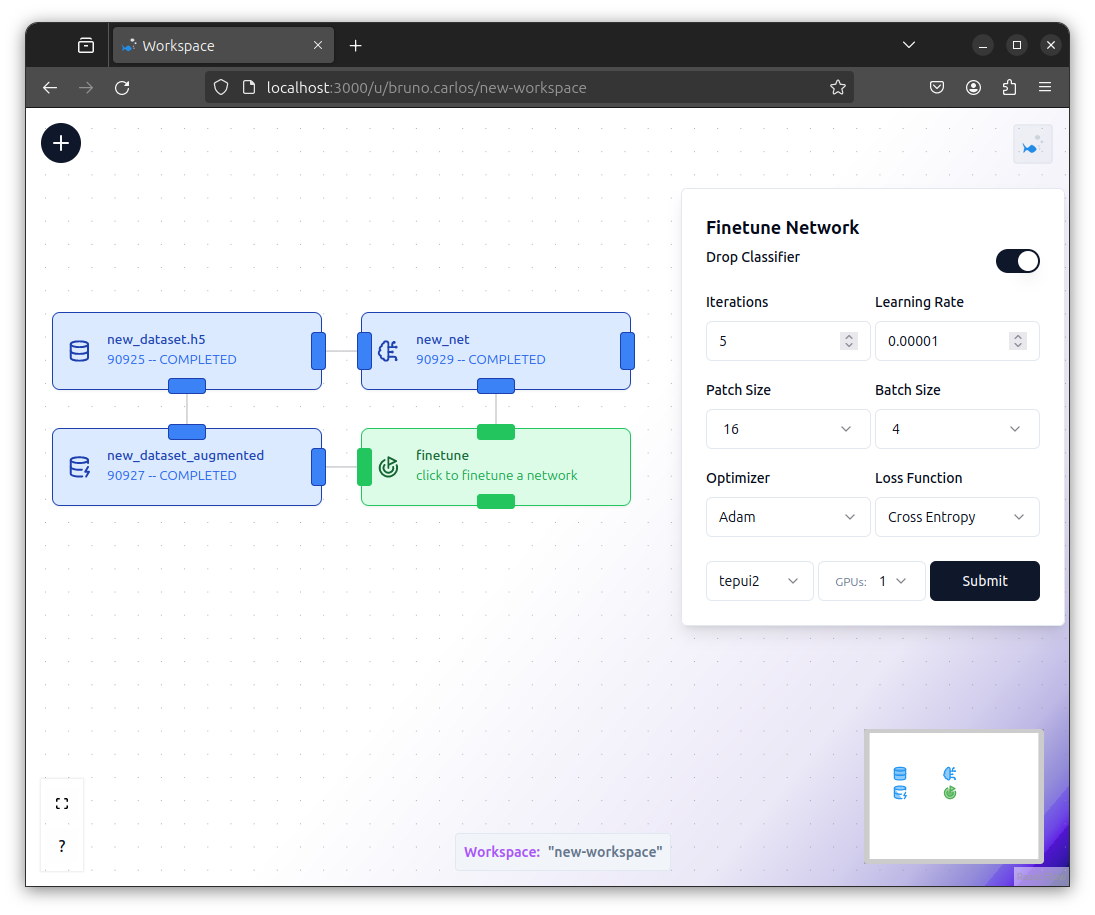 Workspace
localhost:3000/u/bruno.carlos/new-workspace
Finetune Network
Drop Classifier
Iterations
Learning Rate
5
0.00001
Patch Size
Batch Size
16
4
Optimizer
Loss Function
Adam
Cross Entropy
tepui2
GPUs: 1
Submit
new_dataset.h5
90925 -- COMPLETED
new_net
90929 -- COMPLETED
new_dataset_augmented
90927 -- COMPLETED
finetune
click to finetune a network
?
Workspace: "new-workspace"